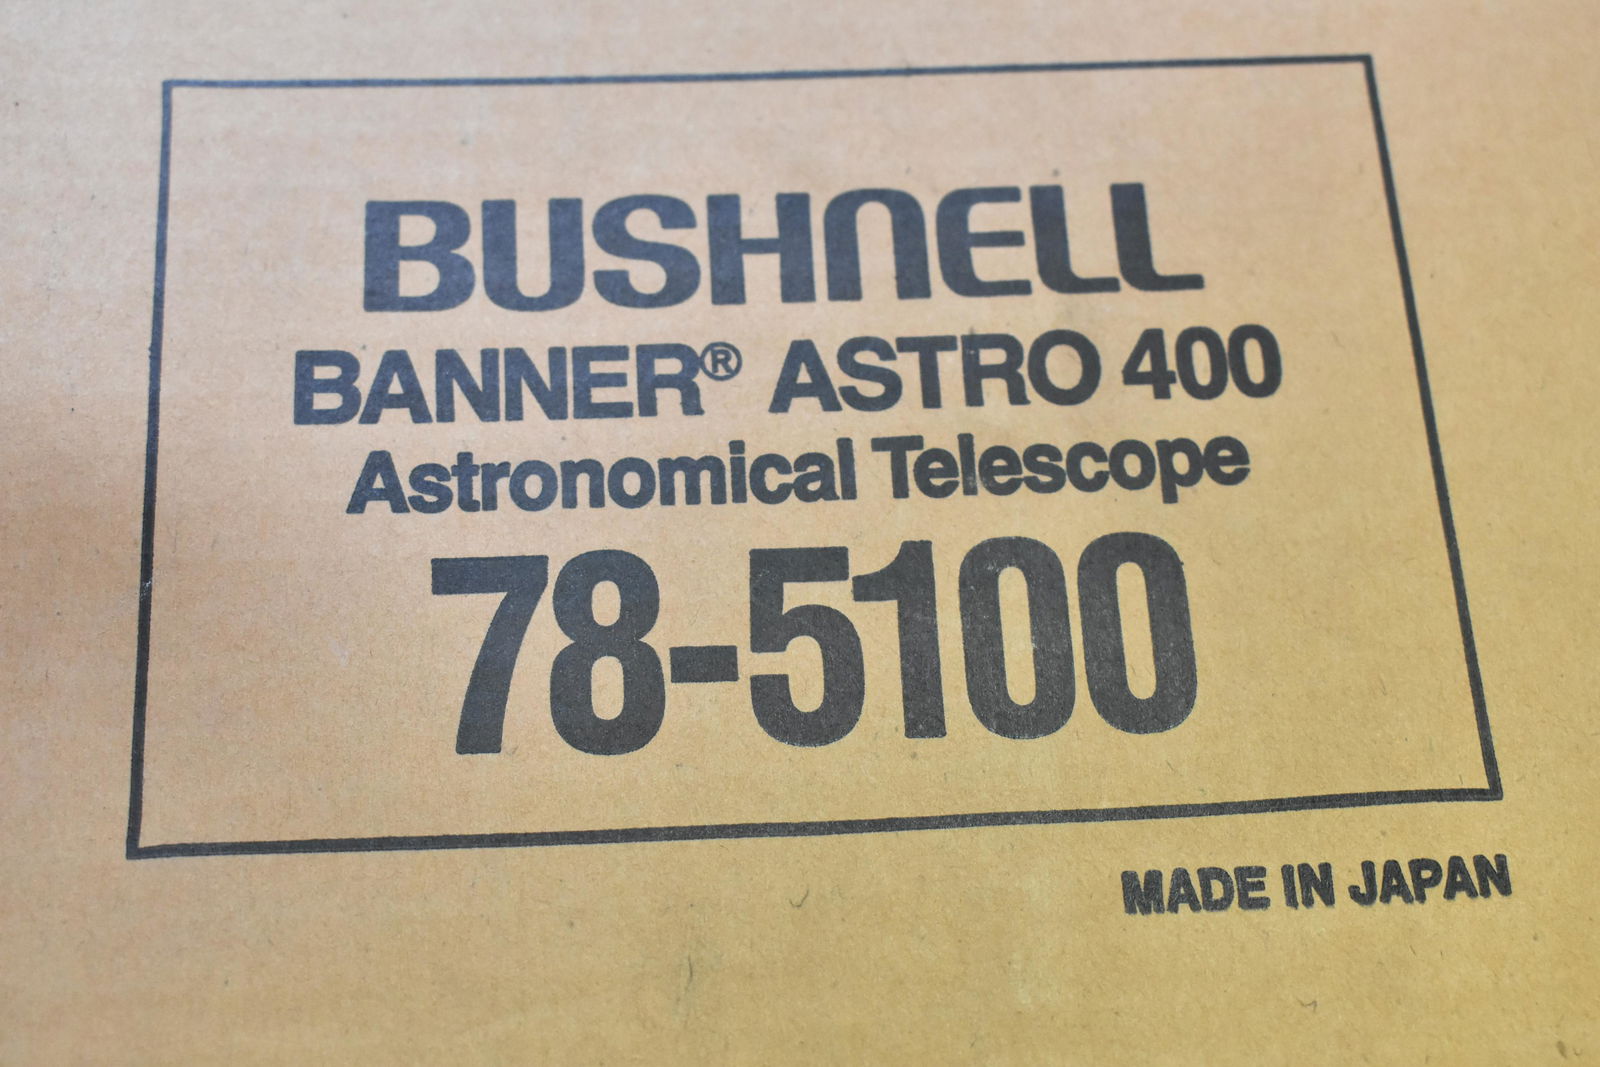 BUSHNELL
BANNER® ASTRO 400
Astronomical Telescope
78-5100
MADE IN JAPAN